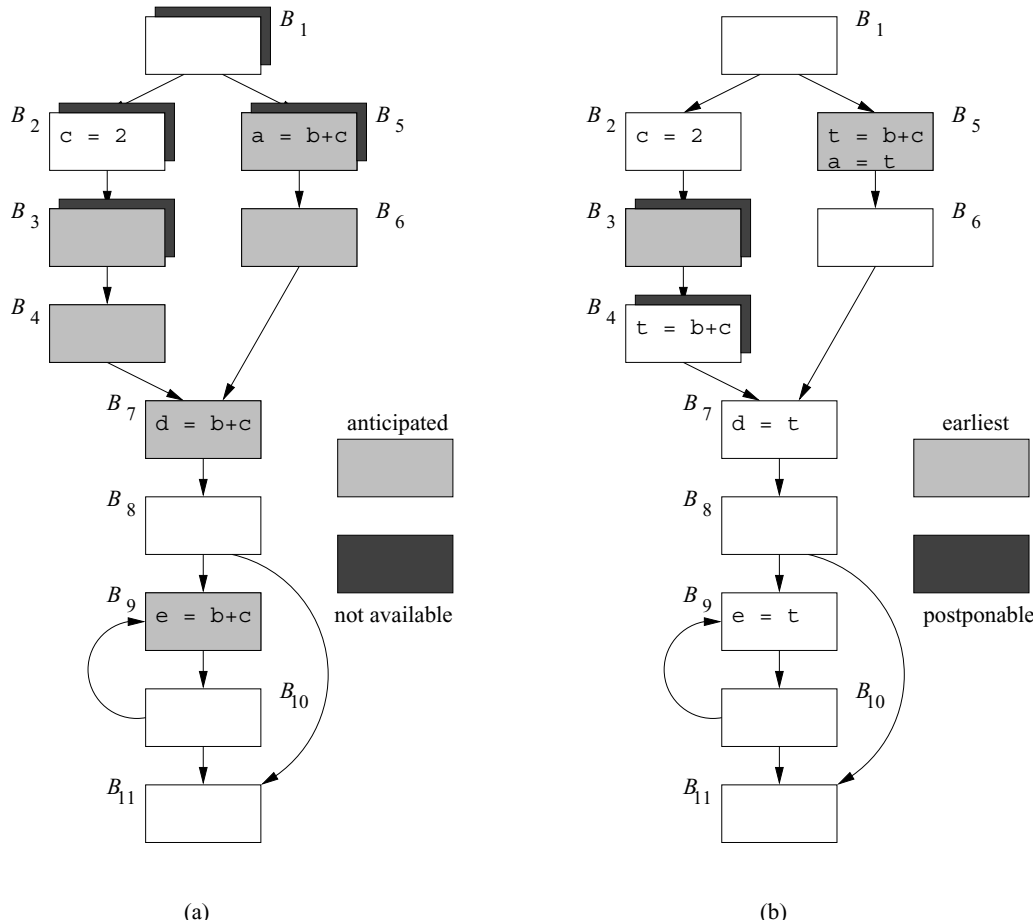 B1
B2
c = 2
a = b+c
B5
B3
B6
B4
B7
d = b+c
anticipated
B8
B9
e = b+c
not available
B10
B11
(a)
B1
B2
c = 2
t = b+c
a = t
B5
B3
B6
B4
t = b+c
B7
d = t
earliest
B8
B9
e = t
postponable
B10
B11
(b)